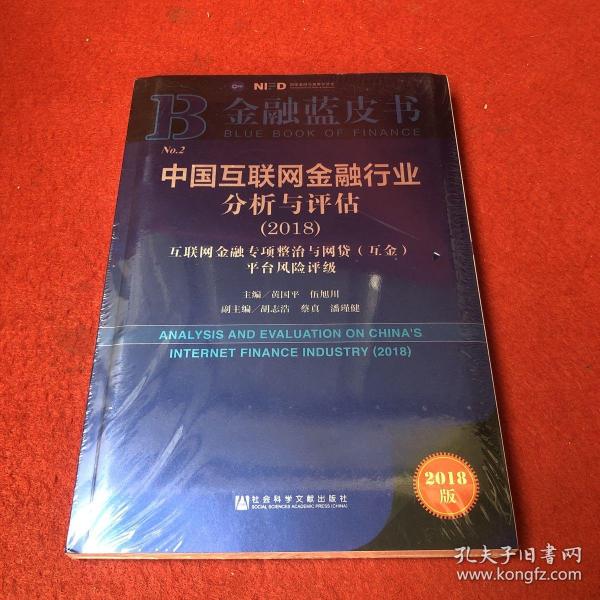 NIFD
B 金融蓝皮书
BLUE BOOK OF FINANCE
No.2
中国互联网金融行业
分析与评估
(2018)
互联网金融专项整治与网贷（互金）
平台风险评级
主编／黄国平 伍旭川
副主编／胡志浩 蔡真 潘瑾健
ANALYSIS AND EVALUATION ON CHINA'S
INTERNET FINANCE INDUSTRY (2018)
2018
版
社会科学文献出版社
SOCIAL SCIENCES ACADEMIC PRESS (CHINA)
孔夫子旧书网
www.kongfz.com